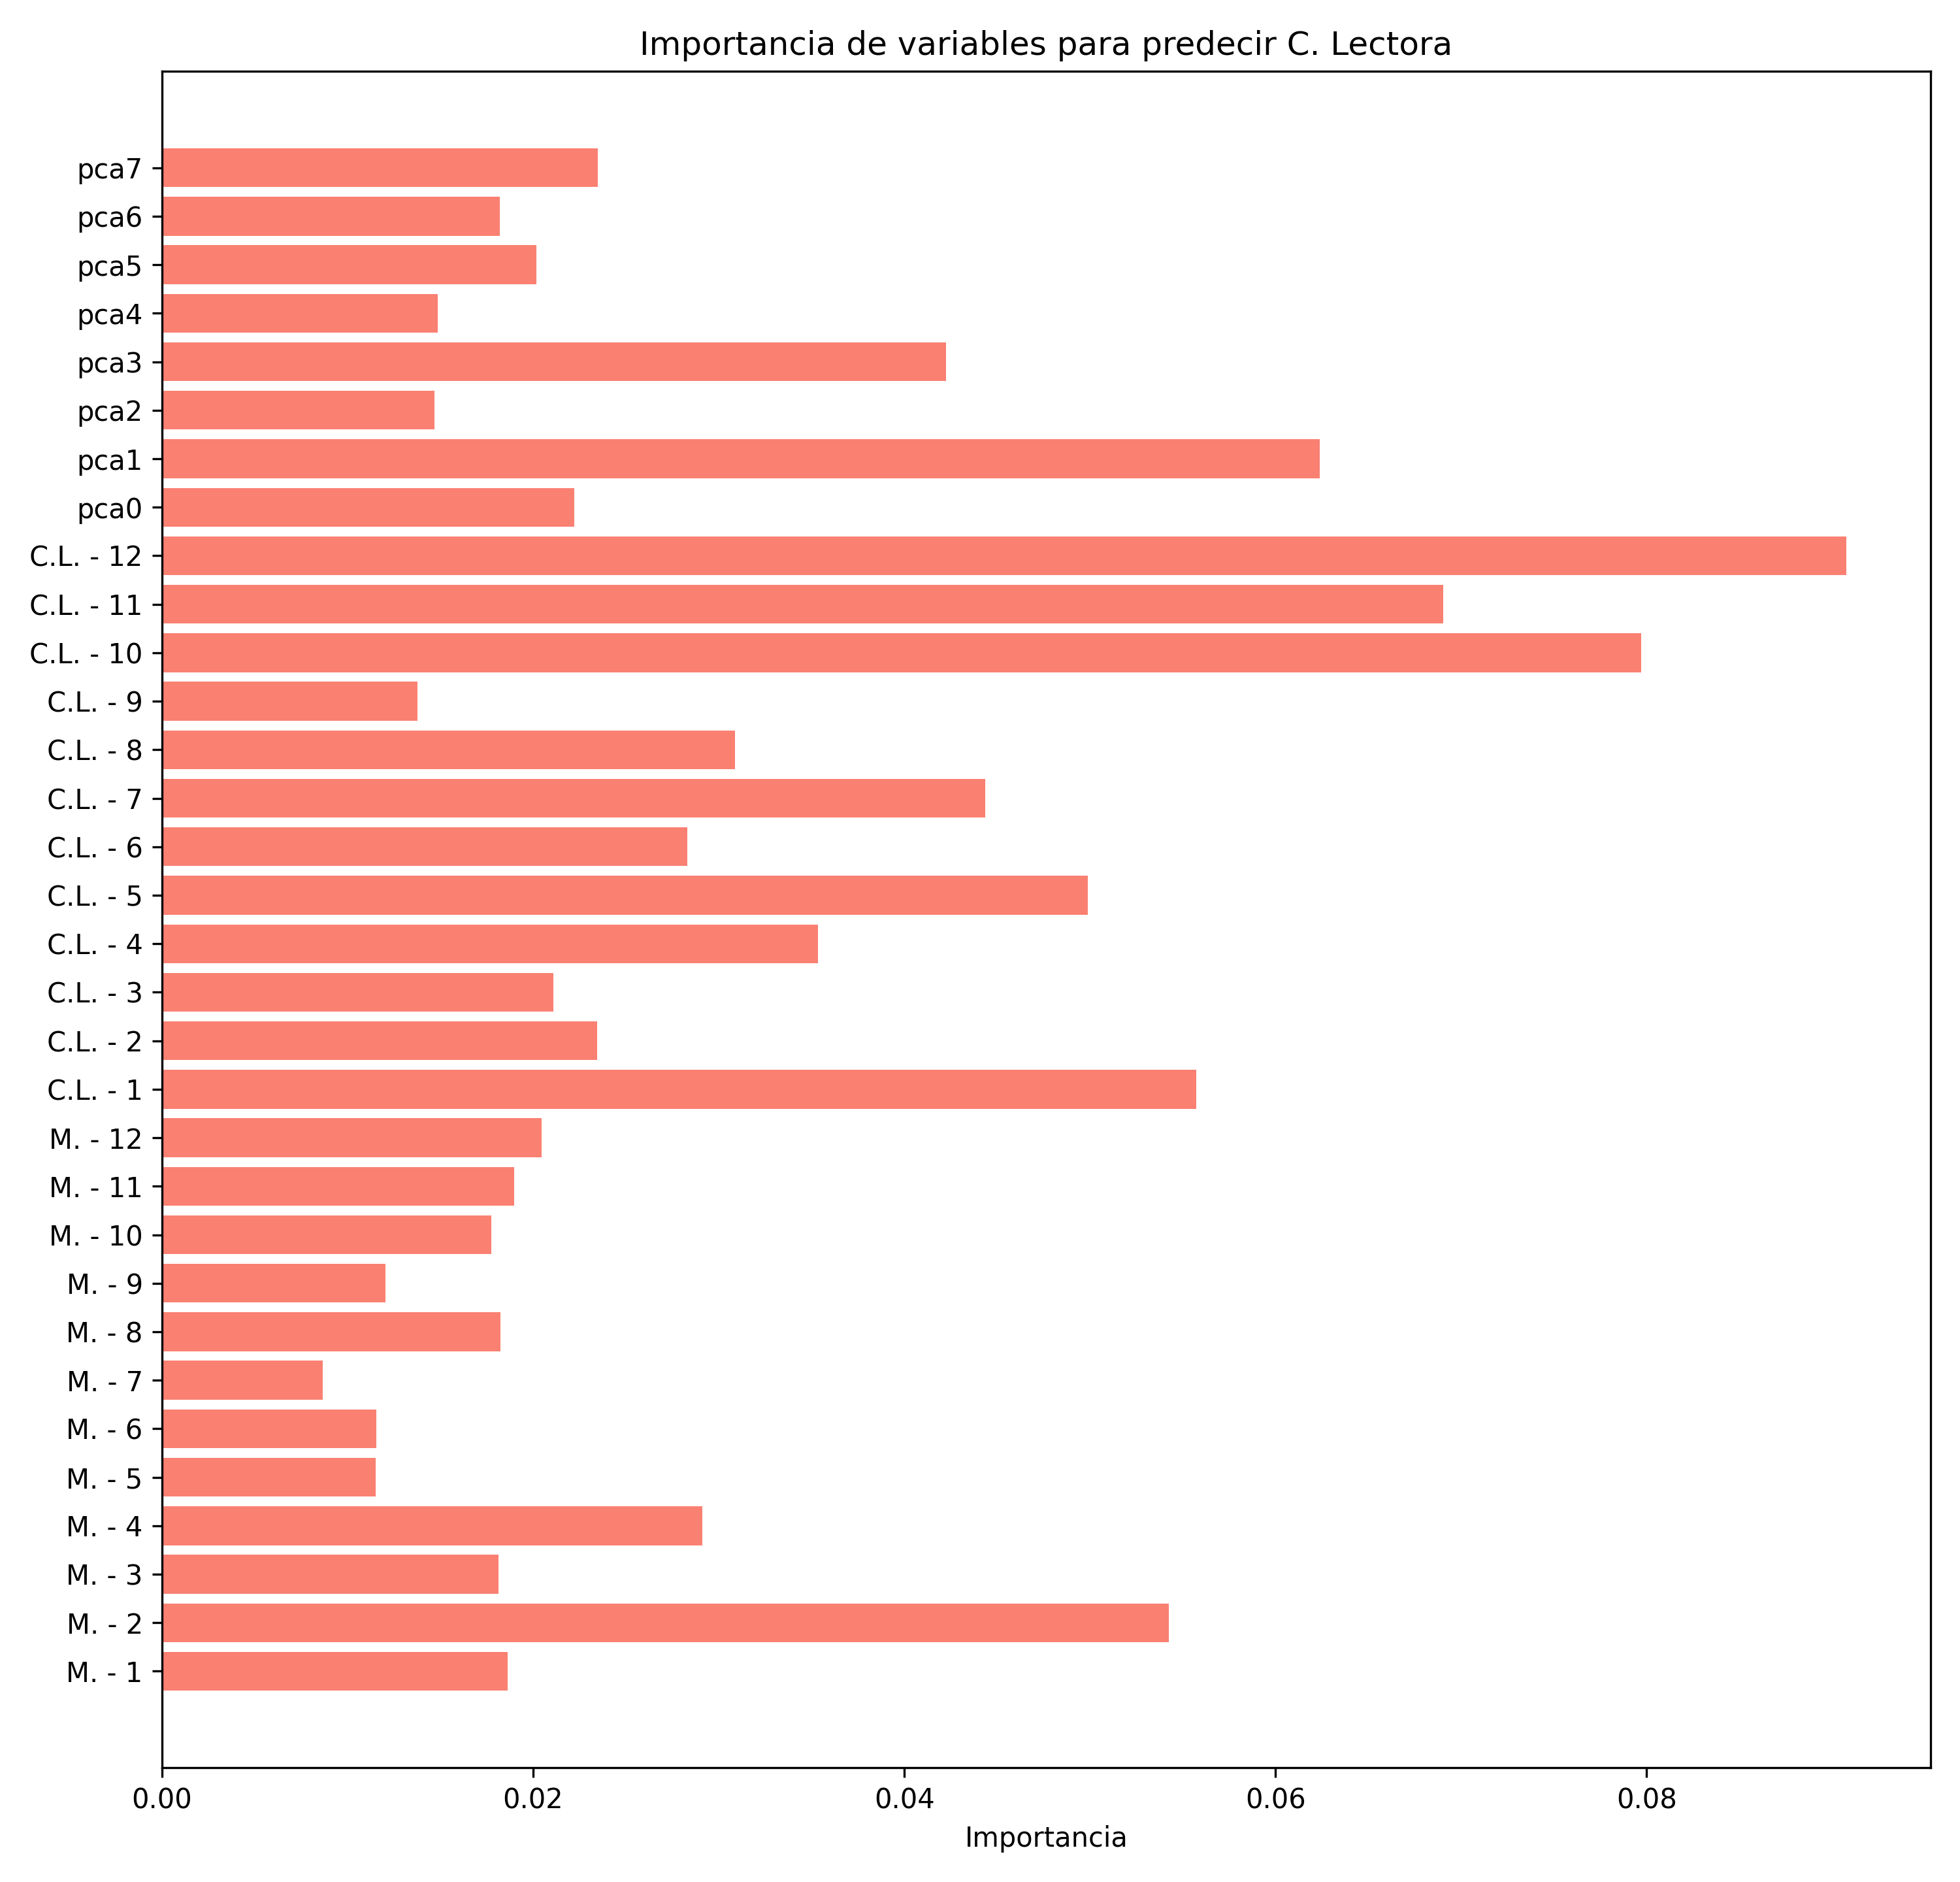 Importancia de variables para predecir C. Lectora
pca7
pca6
pca5
pca4
pca3
pca2
pca1
pca0
C.L. - 12
C.L. - 11
C.L. - 10
C.L. - 9
C.L. - 8
C.L. - 7
C.L. - 6
C.L. - 5
C.L. - 4
C.L. - 3
C.L. - 2
C.L. - 1
M. - 12
M. - 11
M. - 10
M. - 9
M. - 8
M. - 7
M. - 6
M. - 5
M. - 4
M. - 3
M. - 2
M. - 1
0.00 0.02 0.04 0.06 0.08
Importancia